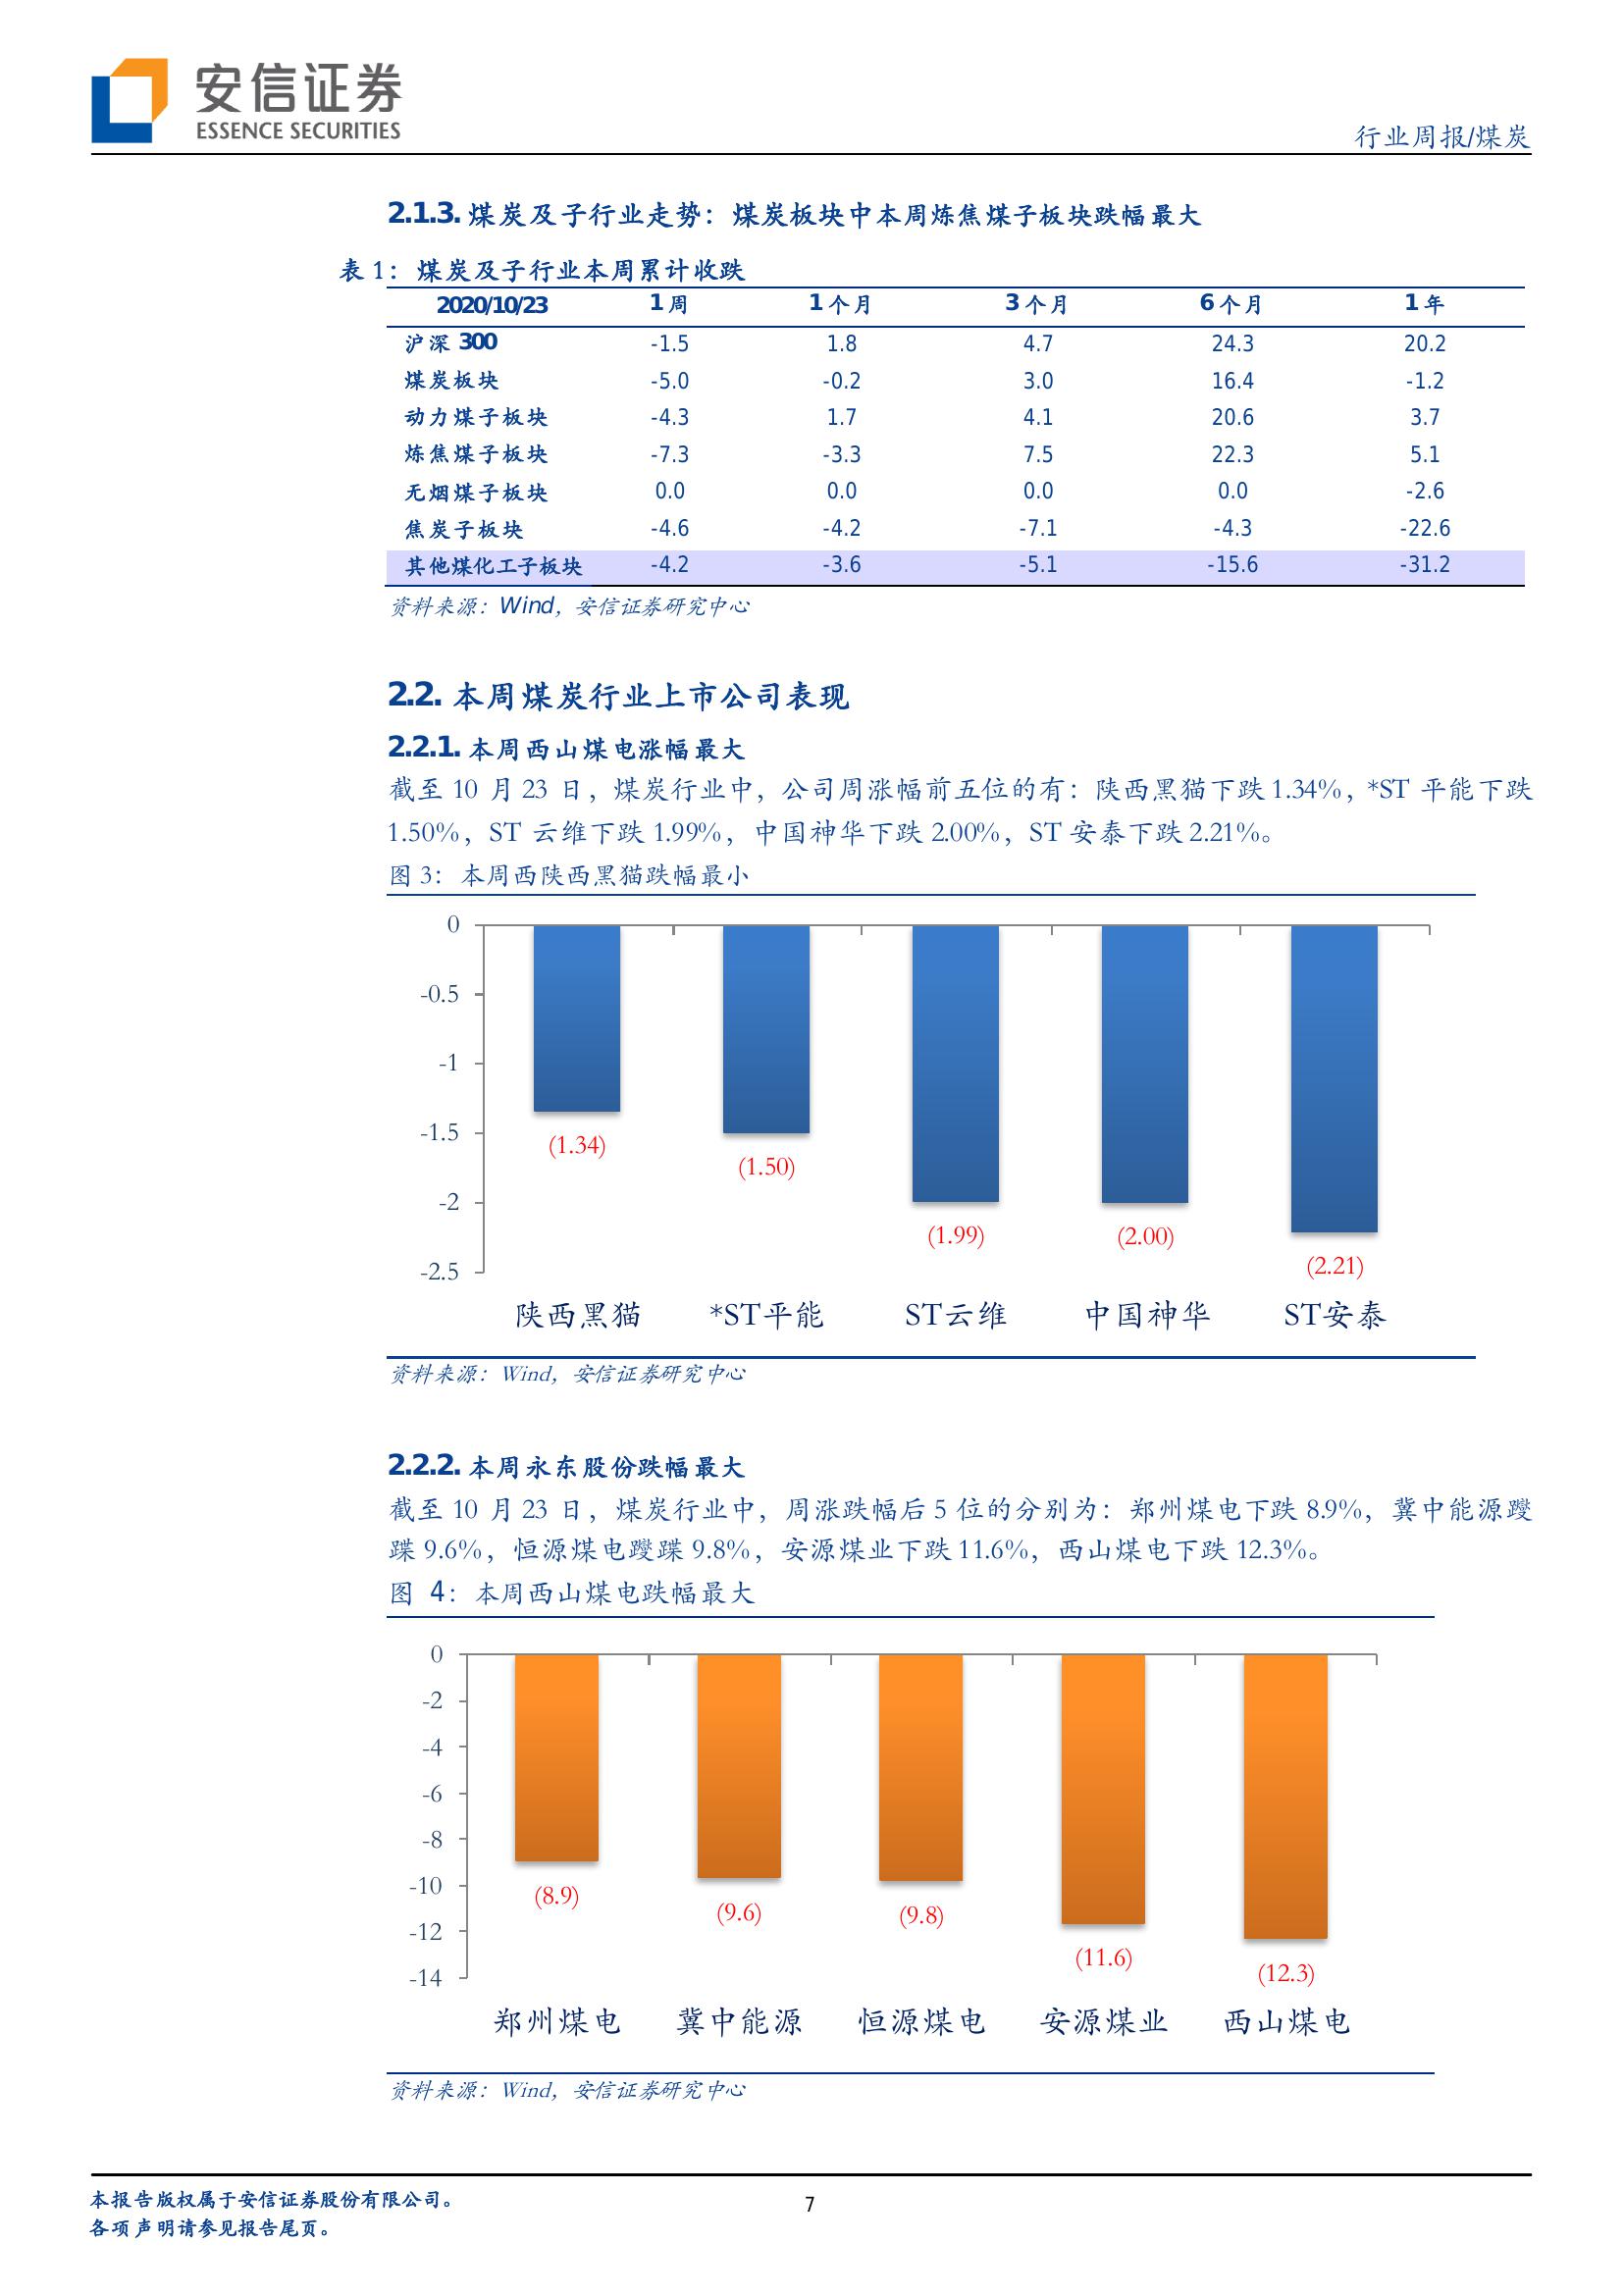 安信证券
ESSENCE SECURITIES
行业周报/煤炭
2.1.3. 煤炭及子行业走势：煤炭板块中本周炼焦煤子板块跌幅最大
表 1：煤炭及子行业本周累计收跌
2020/10/23 1 周 1 个月 3 个月 6 个月 1 年
沪深 300 -1.5 1.8 4.7 24.3 20.2
煤炭板块 -5.0 -0.2 3.0 16.4 -1.2
动力煤子板块 -4.3 1.7 4.1 20.6 3.7
炼焦煤子板块 -7.3 -3.3 7.5 22.3 5.1
无烟煤子板块 0.0 0.0 0.0 0.0 -2.6
焦炭子板块 -4.6 -4.2 -7.1 -4.3 -22.6
其他煤化工子板块 -4.2 -3.6 -5.1 -15.6 -31.2
资料来源：Wind，安信证券研究中心
2.2. 本周煤炭行业上市公司表现
2.2.1. 本周西山煤电涨幅最大
截至 10 月 23 日，煤炭行业中，公司周涨幅前五位的有：陕西黑猫下跌 1.34%，*ST 平能下跌
1.50%，ST 云维下跌 1.99%，中国神华下跌 2.00%，ST 安泰下跌 2.21%。
图 3：本周西陕西黑猫跌幅最小
0
-0.5
-1
-1.5
-2
-2.5
(1.34)
(1.50)
(1.99)
(2.00)
(2.21)
陕西黑猫 *ST平能 ST云维 中国神华 ST安泰
资料来源：Wind，安信证券研究中心
2.2.2. 本周永东股份跌幅最大
截至 10 月 23 日，煤炭行业中，周涨跌幅后 5 位的分别为：郑州煤电下跌 8.9%，冀中能源躞
蹀 9.6%，恒源煤电躞蹀 9.8%，安源煤业下跌 11.6%，西山煤电下跌 12.3%。
图 4：本周西山煤电跌幅最大
0
-2
-4
-6
-8
-10
-12
-14
(8.9)
(9.6)
(9.8)
(11.6)
(12.3)
郑州煤电 冀中能源 恒源煤电 安源煤业 西山煤电
资料来源：Wind，安信证券研究中心
本报告版权属于安信证券股份有限公司。
7
各项声明请参见报告尾页。